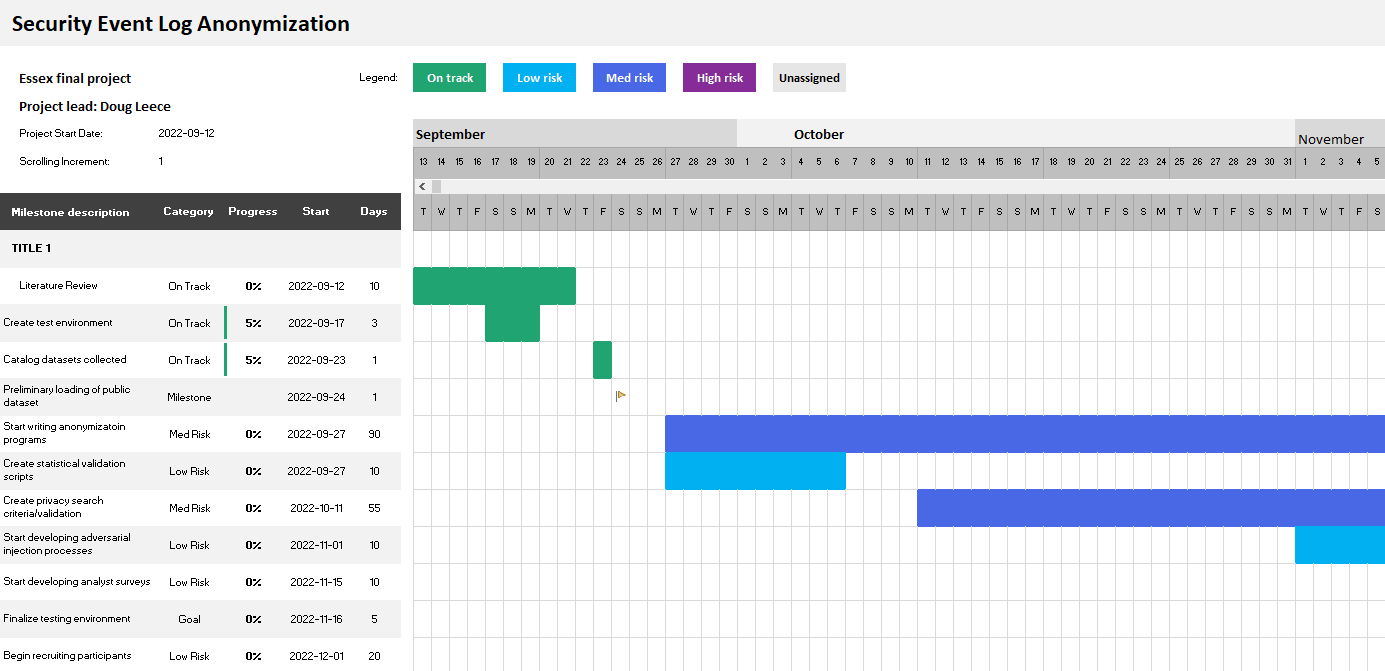 Security Event Log Anonymization
Essex final project
Legend:
On track
Low risk
Med risk
High risk
Unassigned
Project lead: Doug Leece
Project Start Date: 2022-09-12
Scrolling Increment: 1
September October November
13 14 15 16 17 18 19 20 21 22 23 24 25 26 27 28 29 30 1 2 3 4 5 6 7 8 9 10 11 12 13 14 15 16 17 18 19 20 21 22 23 24 25 26 27 28 29 30 31 1 2 3 4 5
Milestone description Category Progress Start Days
T W T F S S M T W T F S S M T W T F S S M T W T F S S M T W T F S S M T W T F S S M T W T F S S M T W T F S
TITLE 1
Literature Review On Track 0% 2022-09-12 10
Create test environment On Track 5% 2022-09-17 3
Catalog datasets collected On Track 5% 2022-09-23 1
Preliminary loading of public
dataset Milestone 2022-09-24 1
Start writing anonymizatoin
programs Med Risk 0% 2022-09-27 90
Create statistical validation
scripts Low Risk 0% 2022-09-27 10
Create privacy search
criteria/validation Med Risk 0% 2022-10-11 55
Start developing adversarial
injection processes Low Risk 0% 2022-11-01 10
Start developing analyst surveys Low Risk 0% 2022-11-15 10
Finalize testing environment Goal 0% 2022-11-16 5
Begin recruiting participants Low Risk 0% 2022-12-01 20